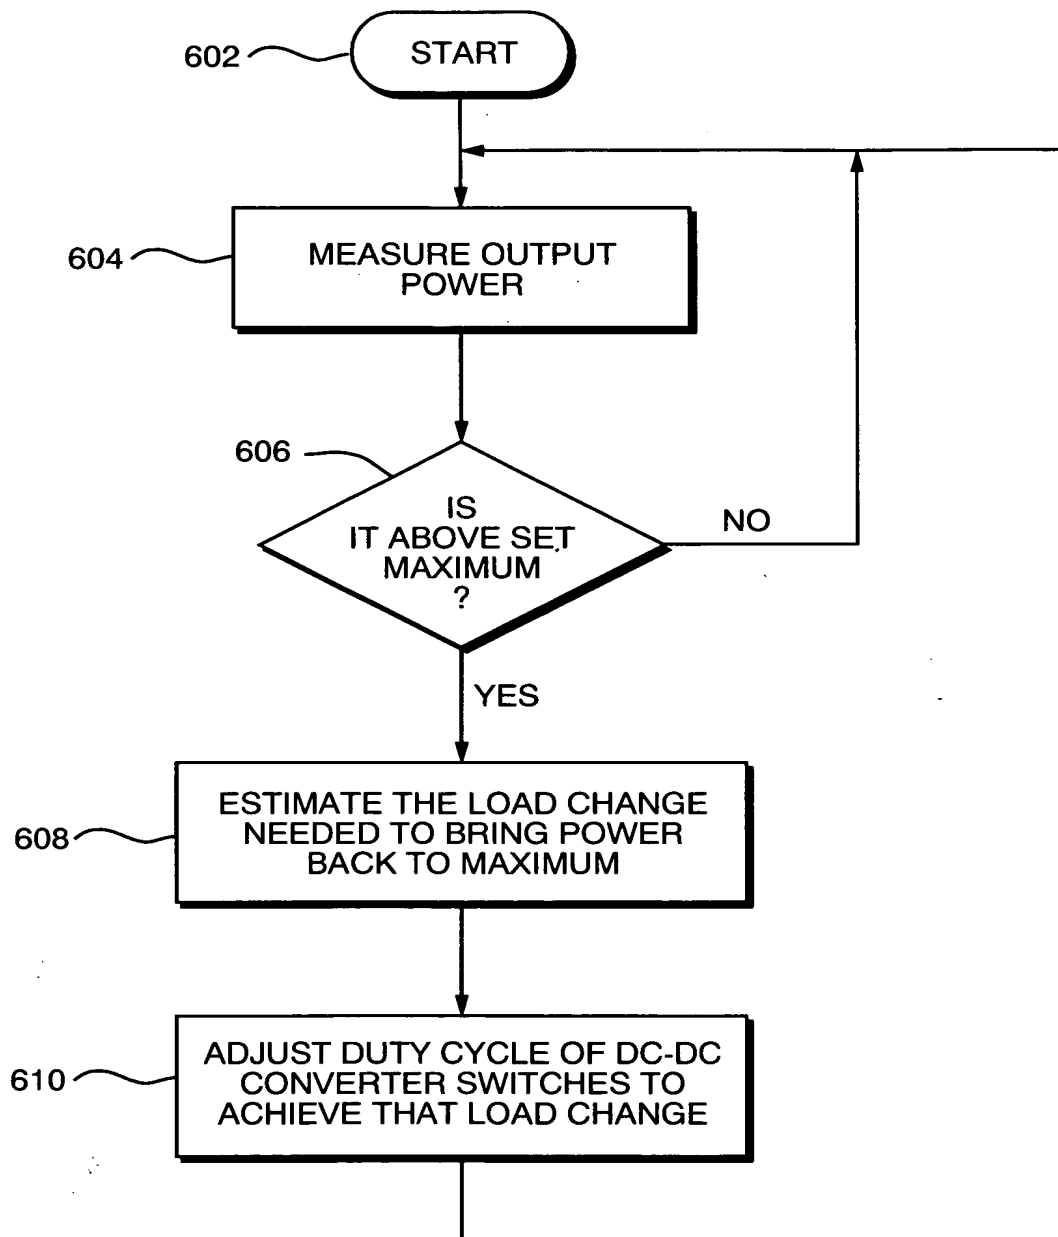 602
START
604
MEASURE OUTPUT
POWER
606
IS
IT ABOVE SET
MAXIMUM
?
NO
YES
608
ESTIMATE THE LOAD CHANGE
NEEDED TO BRING POWER
BACK TO MAXIMUM
610
ADJUST DUTY CYCLE OF DC-DC
CONVERTER SWITCHES TO
ACHIEVE THAT LOAD CHANGE